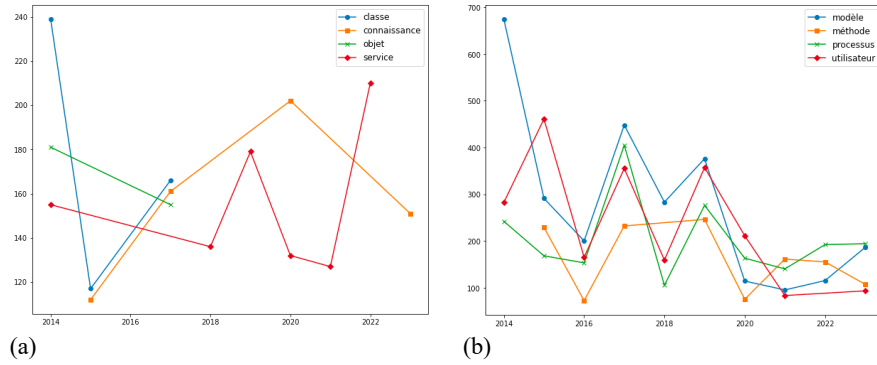 240
220
200
180
160
140
120
2014
2016
2018
2020
2022
classe
connaissance
objet
service
(a)
700
600
500
400
300
200
100
2014
2016
2018
2020
2022
modèle
méthode
processus
utilisateur
(b)